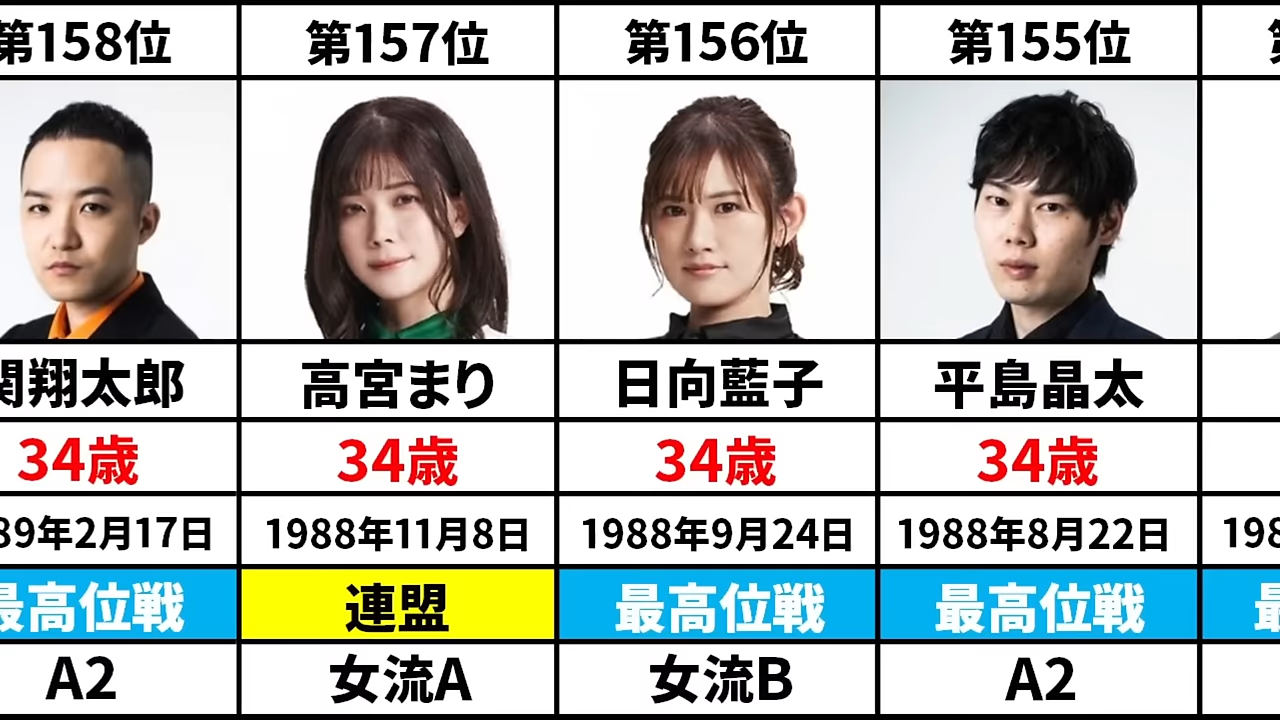 第158位 第157位 第156位 第155位
関翔太郎 高宮まり 日向藍子 平島晶太
34歳 34歳 34歳 34歳
89年2月17日 1988年11月8日 1988年9月24日 1988年8月22日 198
最高位戦 連盟 最高位戦 最高位戦
A2 女流A 女流B A2